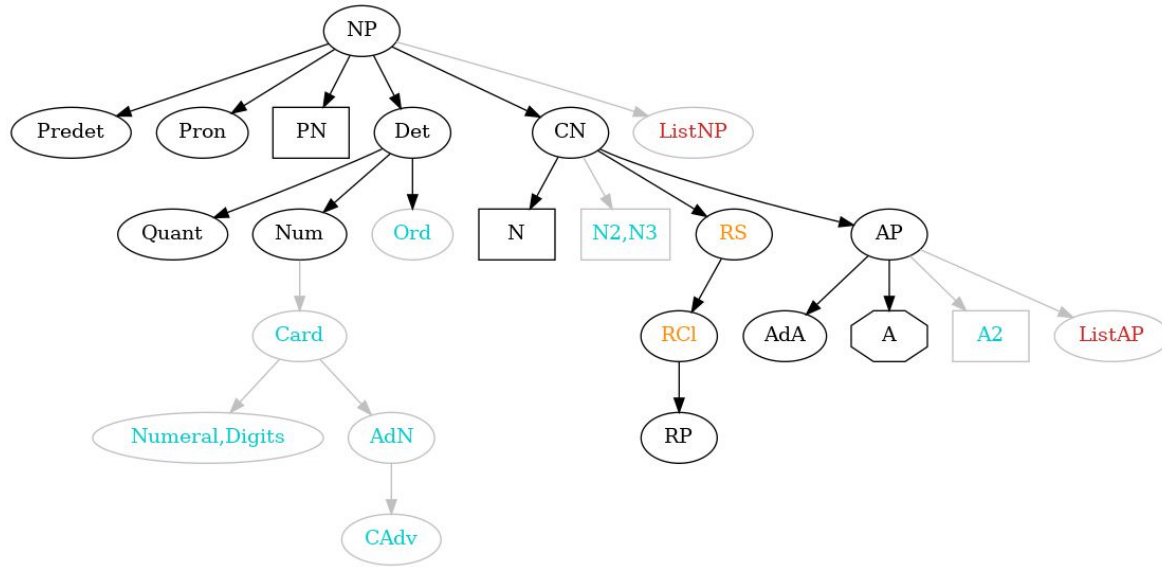 NP
Predet
Pron
PN
Det
CN
ListNP
Quant
Num
Ord
N
N2,N3
RS
AP
Card
RCl
AdA
A
A2
ListAP
Numeral,Digits
AdN
RP
CAdv